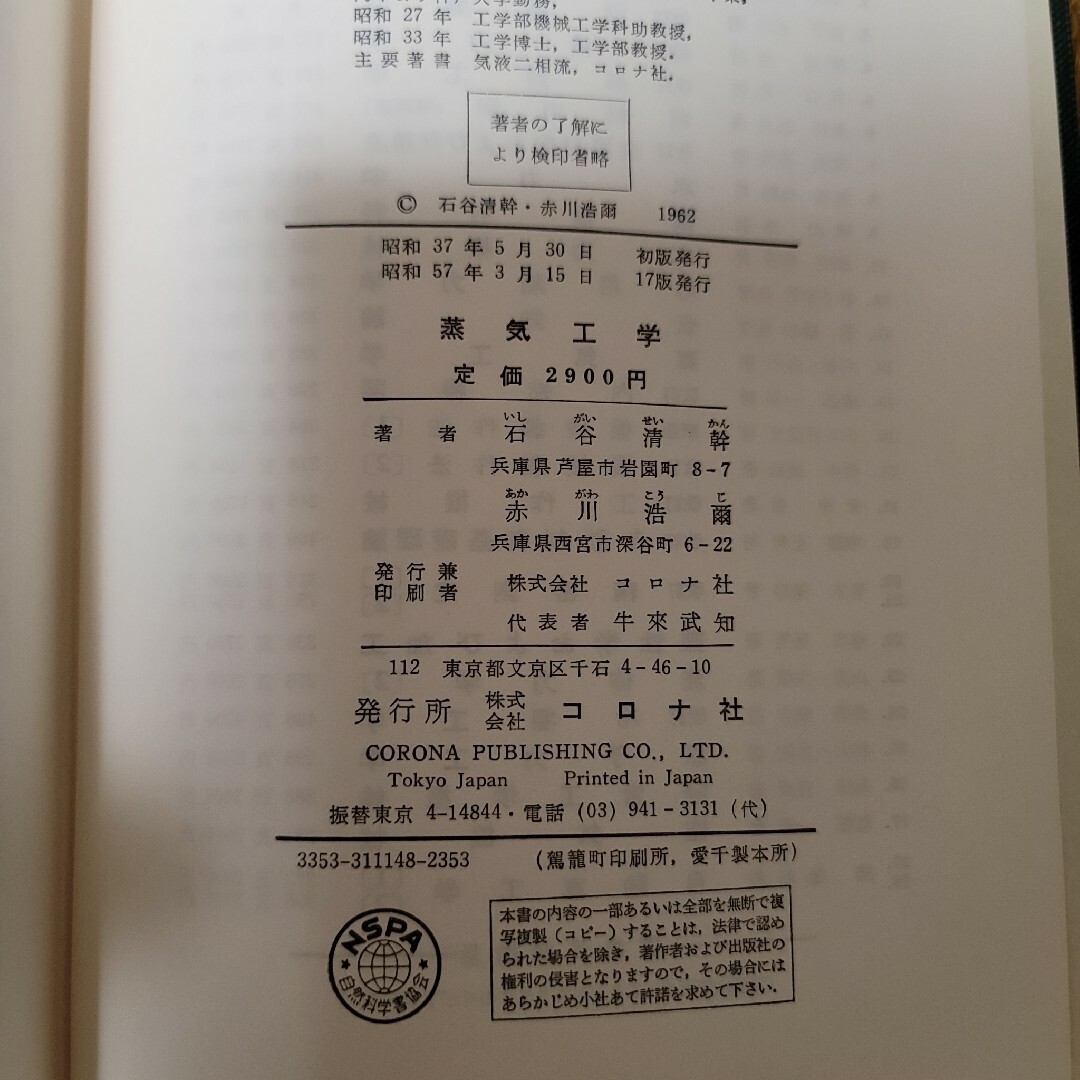 大学勤務,
昭和 27 年 工学部機械工学科助教授,
昭和 33 年 工学博士, 工学部教授.
主要著書 気液二相流, コロナ社.
著者の了解に
より検印省略
© 石谷清幹・赤川浩爾 1962
昭和 37 年 5 月 30 日 初版発行
昭和 57 年 3 月 15 日 17版発行
蒸気工学
定価 2900円
いし がい せい かん
著者 石谷清幹
兵庫県芦屋市岩園町 8-7
あか がわ こう じ
赤川浩爾
兵庫県西宮市深谷町 6-22
発行兼
印刷者 株式会社 コロナ社
代表者 牛來武知
112 東京都文京区千石 4-46-10
発行所 株式会社 コロナ社
CORONA PUBLISHING CO., LTD.
Tokyo Japan Printed in Japan
振替東京 4-14844・電話 (03) 941-3131 (代)
3353-311148-2353 (駕籠町印刷所, 愛千製本所)
NSPA
自然科学書協会
本書の内容の一部あるいは全部を無断で複
写複製(コピー)することは, 法律で認め
られた場合を除き, 著作者および出版社の
権利の侵害となりますので, その場合には
あらかじめ小社あて許諾を求めて下さい.